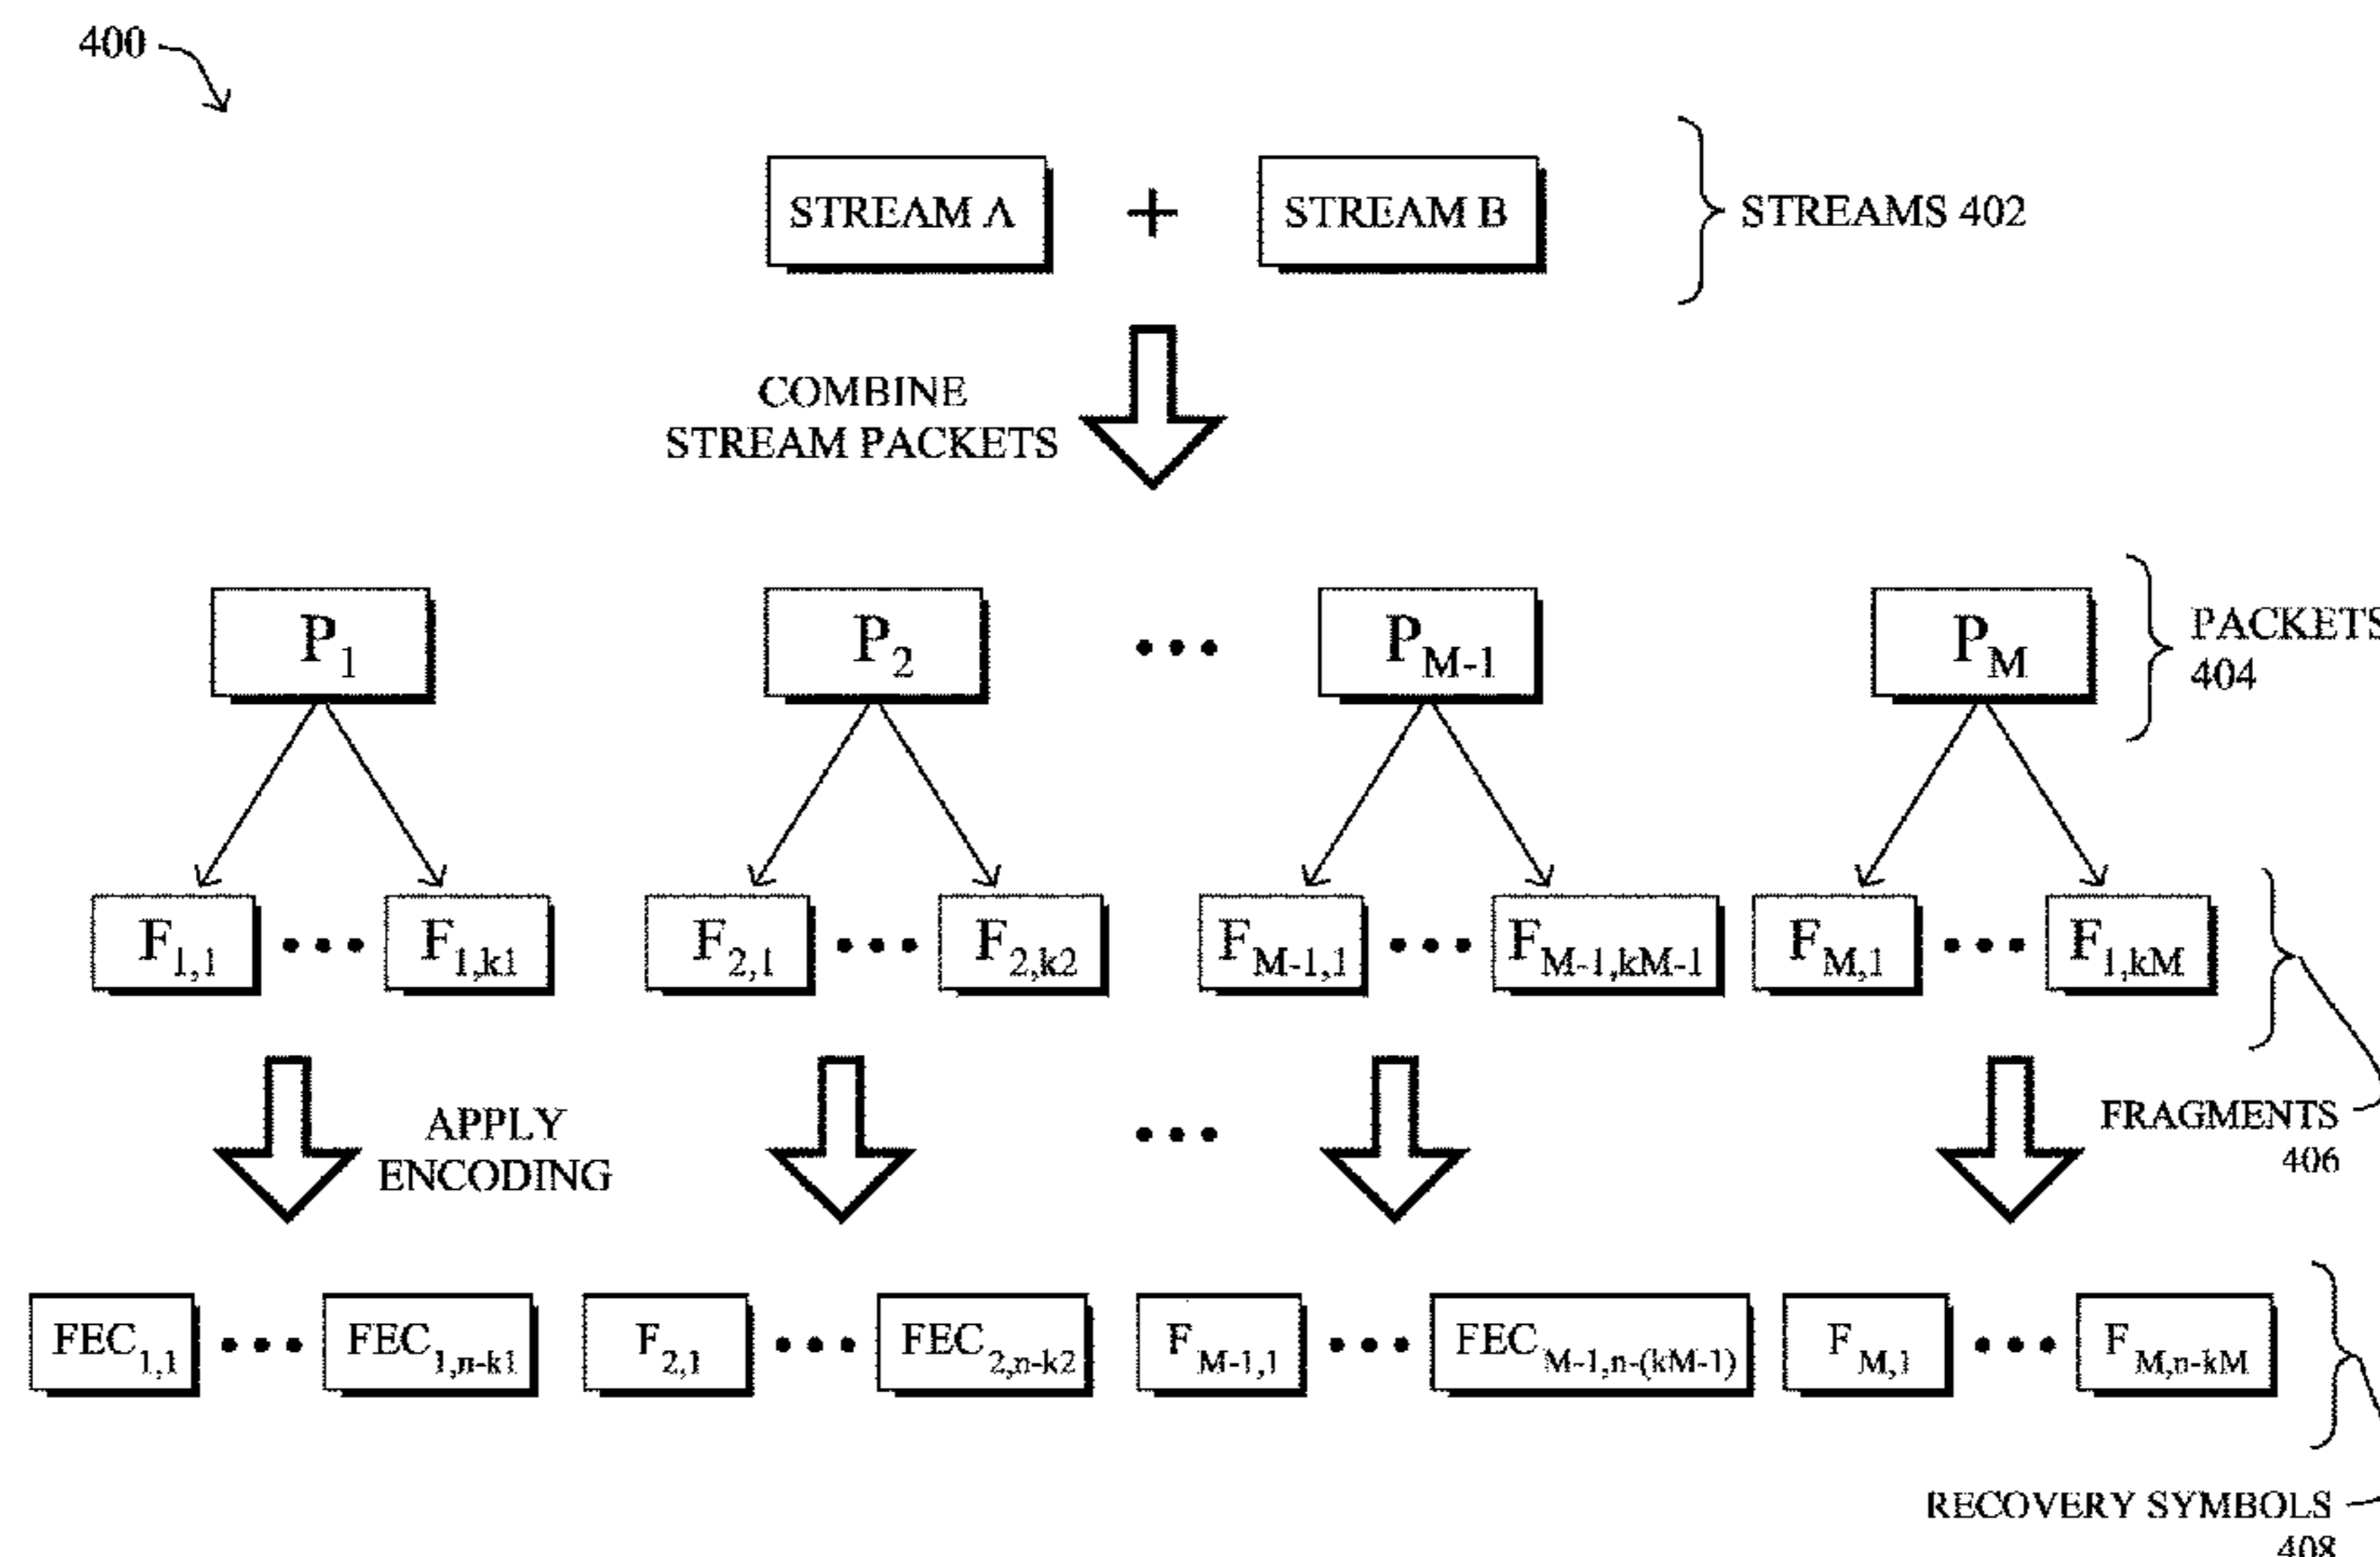 400
STREAM A + STREAM B
STREAMS 402
COMBINE
STREAM PACKETS
P1 P2 ••• PM-1 PM
PACKETS
404
F1,1 ••• F1,k1 F2,1 ••• F2,k2 FM-1,1 ••• FM-1,kM-1 FM,1 ••• F1,kM
APPLY
ENCODING
•••
FRAGMENTS
406
FEC1,1 ••• FEC1,n-k1 F2,1 ••• FEC2,n-k2 FM-1,1 ••• FECM-1,n-(kM-1) FM,1 ••• FM,n-kM
RECOVERY SYMBOLS
408